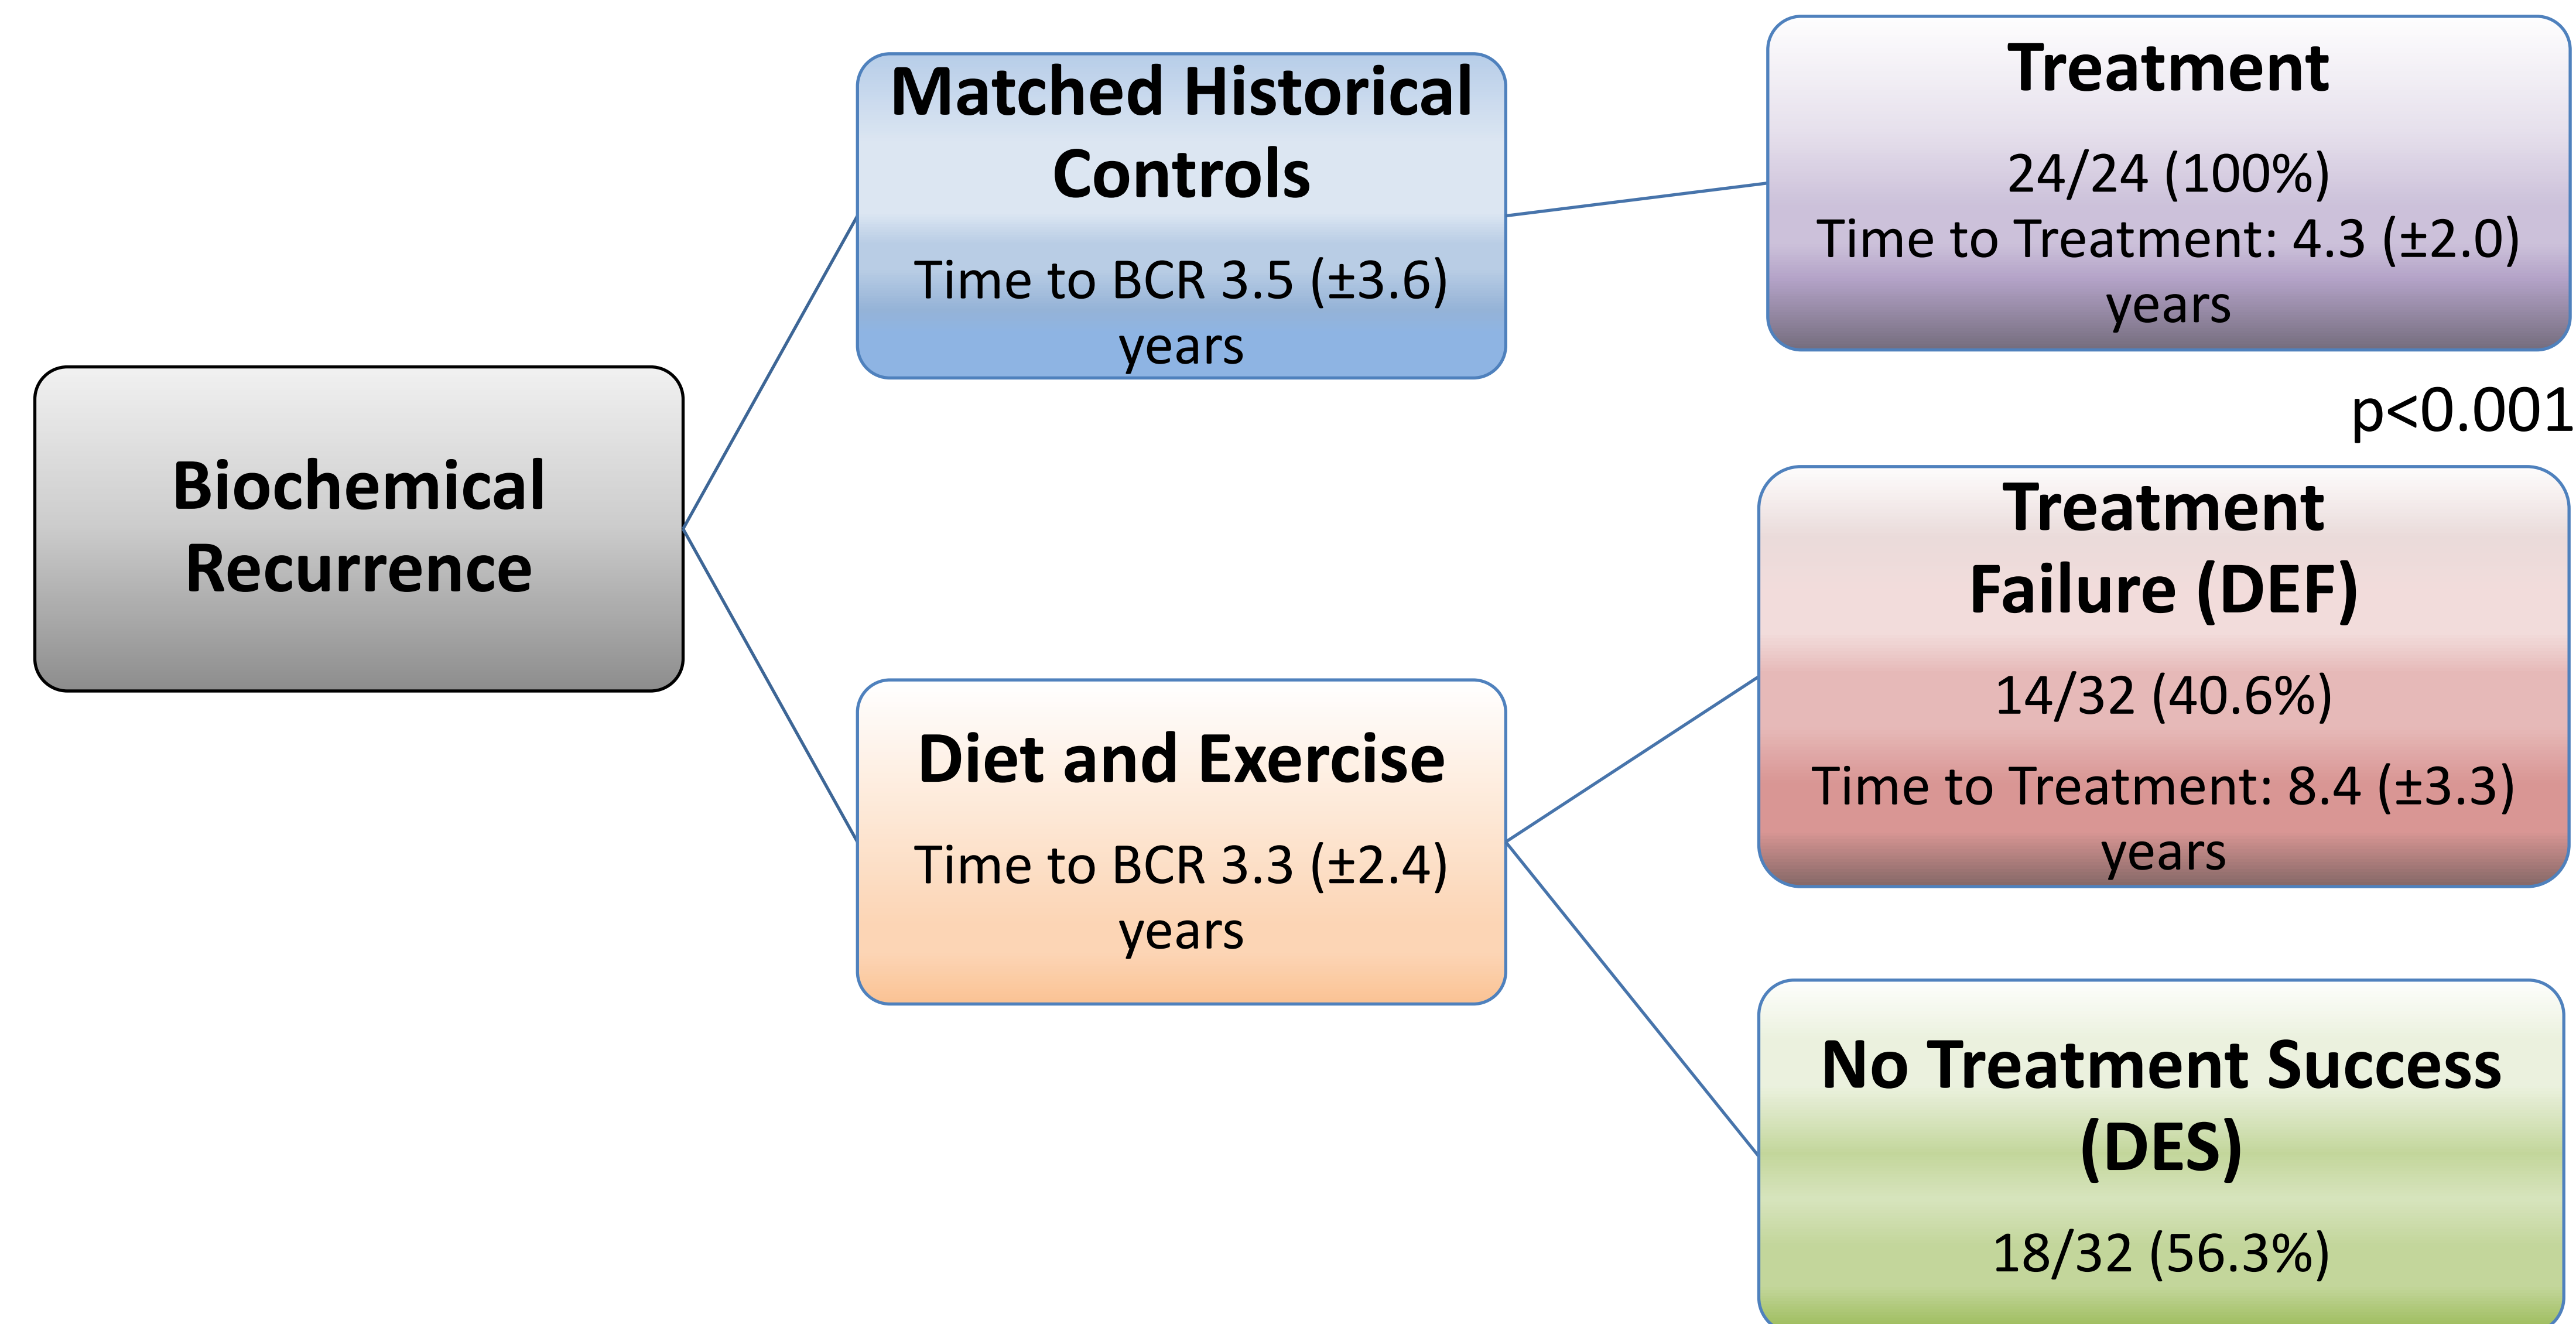 Biochemical
Recurrence
Matched Historical
Controls
Time to BCR 3.5 (±3.6)
years
Diet and Exercise
Time to BCR 3.3 (±2.4)
years
Treatment
24/24 (100%)
Time to Treatment: 4.3 (±2.0)
years
p<0.001
Treatment
Failure (DEF)
14/32 (40.6%)
Time to Treatment: 8.4 (±3.3)
years
No Treatment Success
(DES)
18/32 (56.3%)